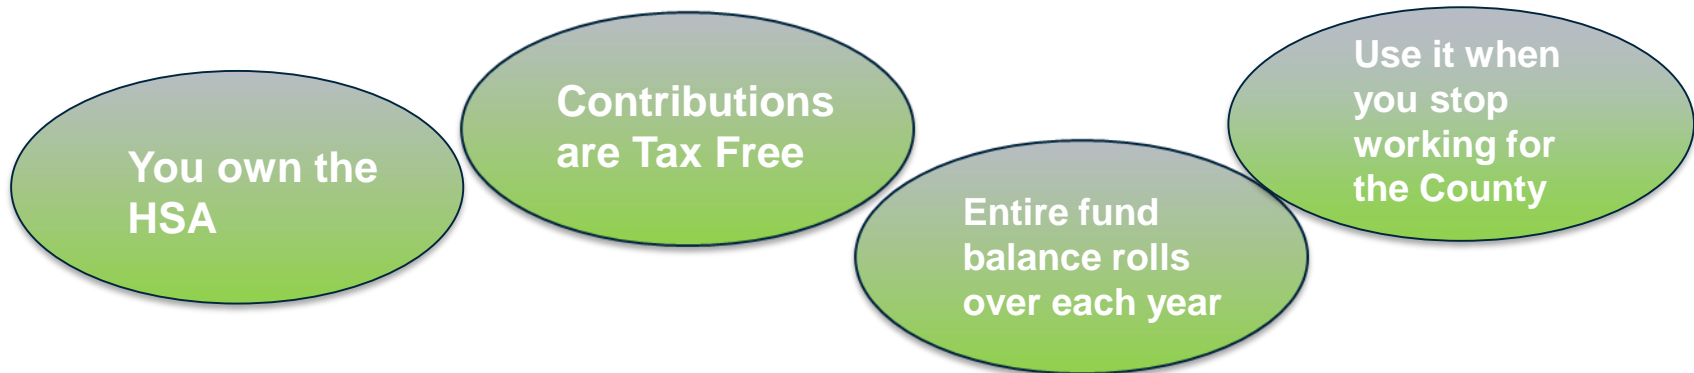 You own the
HSA
Contributions
are Tax Free
Entire fund
balance rolls
over each year
Use it when
you stop
working for
the County